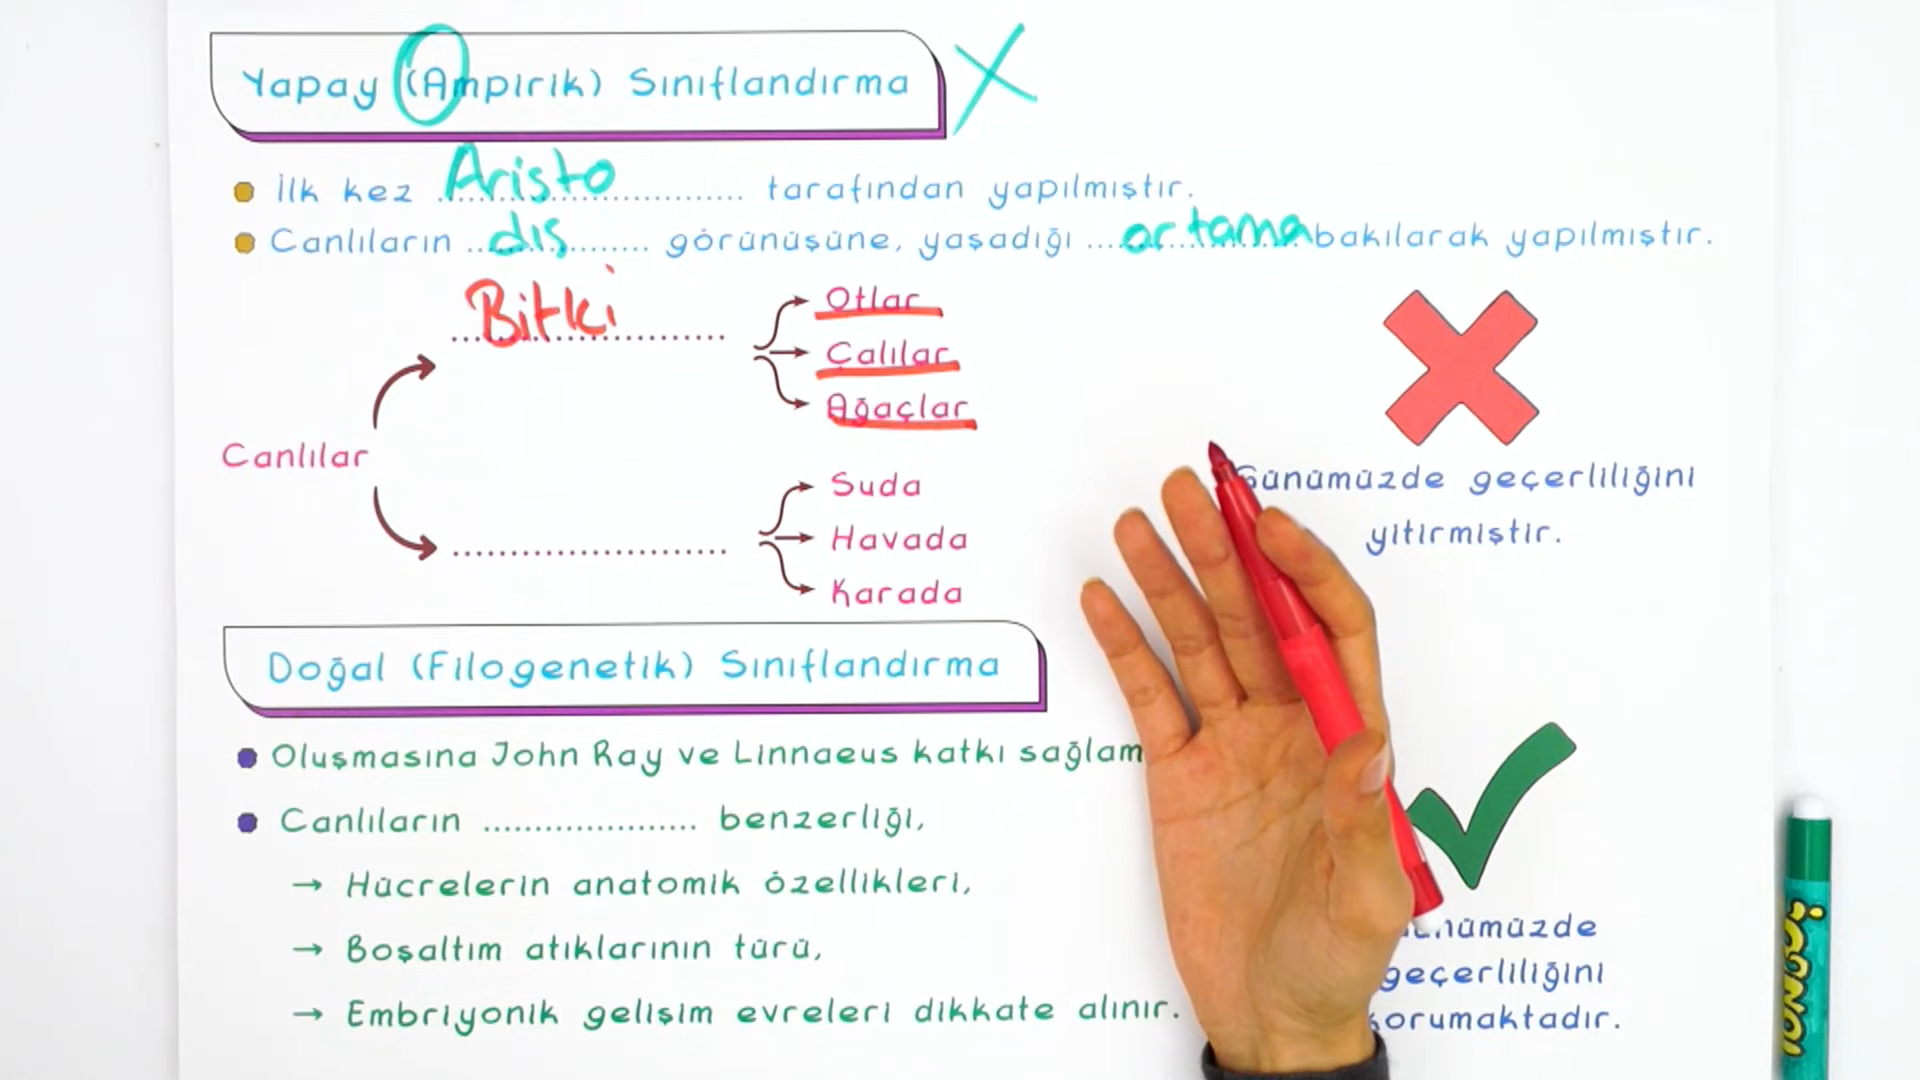 Yapay (Ampirik) Sınıflandırma
İlk kez Aristo tarafından yapılmıştır.
Canlıların dış görünüşüne, yaşadığı ortama bakılarak yapılmıştır.
Bitki
Otlar
Çalılar
Ağaçlar
Canlılar
Suda
Havada
Karada
Günümüzde geçerliliğini
yitirmiştir.
Doğal (Filogenetik) Sınıflandırma
Oluşmasına John Ray ve Linnaeus katkı sağlam
Canlıların ..................... benzerliği,
→ Hücrelerin anatomik özellikleri,
→ Boşaltım atıklarının türü,
→ Embriyonik gelişim evreleri dikkate alınır.
geçerliliğini
korumaktadır.